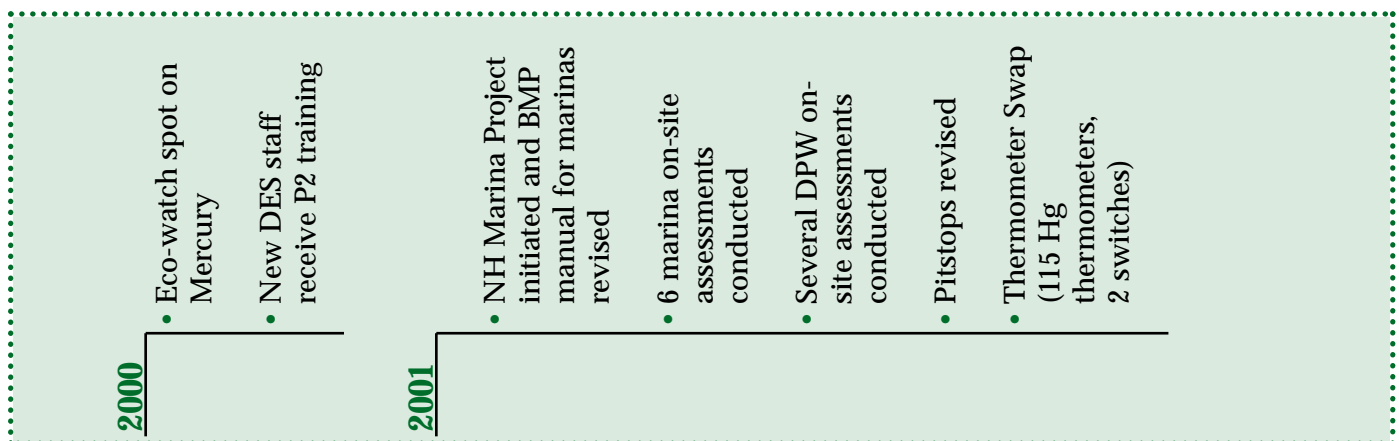 2000
• Eco-watch spot on
Mercury
• New DES staff
receive P2 training
2001
• NH Marina Project
initiated and BMP
manual for marinas
revised
• 6 marina on-site
assessments
conducted
• Several DPW on-
site assessments
conducted
• Pitstops revised
• Thermometer Swap
(115 Hg
thermometers,
2 switches)